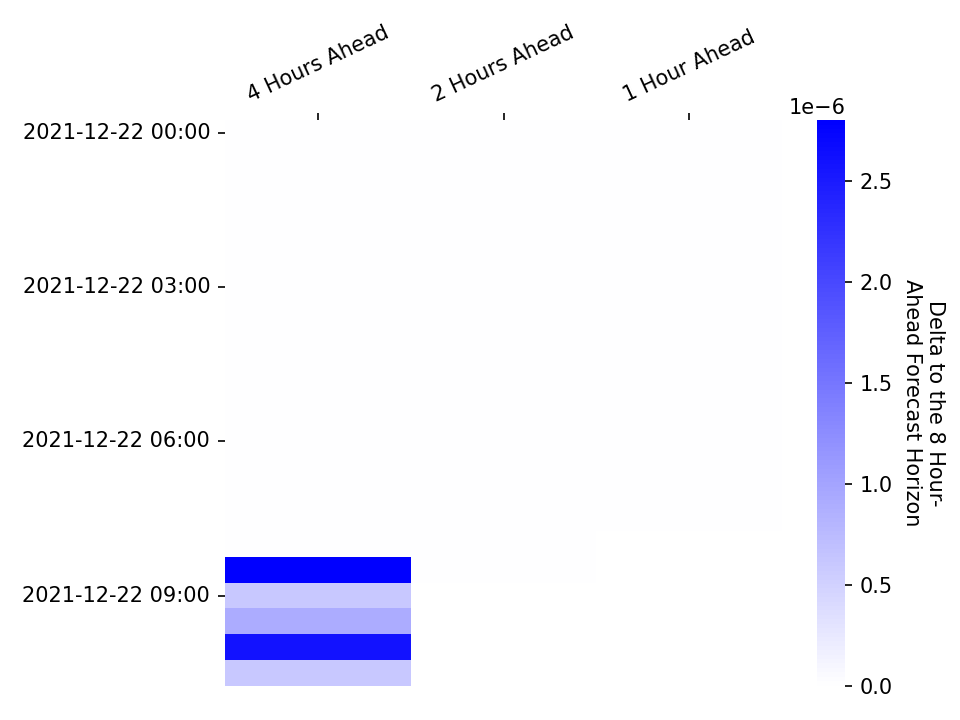 4 Hours Ahead
2 Hours Ahead
1 Hour Ahead
1e−6
2021-12-22 00:00
2021-12-22 03:00
2021-12-22 06:00
2021-12-22 09:00
2.5
2.0
1.5
1.0
0.5
0.0
Delta to the 8 Hour-
Ahead Forecast Horizon